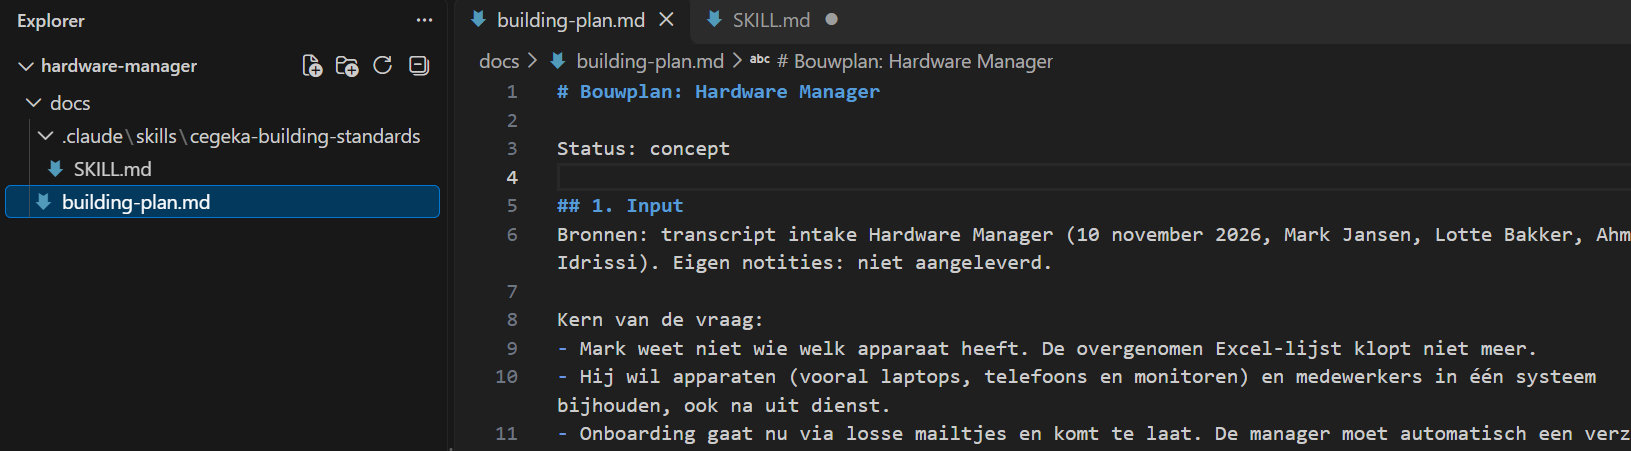 Explorer
hardware-manager
docs
.claude\skills\cegeka-building-standards
SKILL.md
building-plan.md
building-plan.md
SKILL.md
docs > building-plan.md > abc # Bouwplan: Hardware Manager
1 # Bouwplan: Hardware Manager
2
3 Status: concept
4
5 ## 1. Input
6 Bronnen: transcript intake Hardware Manager (10 november 2026, Mark Jansen, Lotte Bakker, Ahm
Idrissi). Eigen notities: niet aangeleverd.
7
8 Kern van de vraag:
9 - Mark weet niet wie welk apparaat heeft. De overgenomen Excel-lijst klopt niet meer.
10 - Hij wil apparaten (vooral laptops, telefoons en monitoren) en medewerkers in één systeem
bijhouden, ook na uit dienst.
11 - Onboarding gaat nu via losse mailtjes en komt te laat. De manager moet automatisch een verz